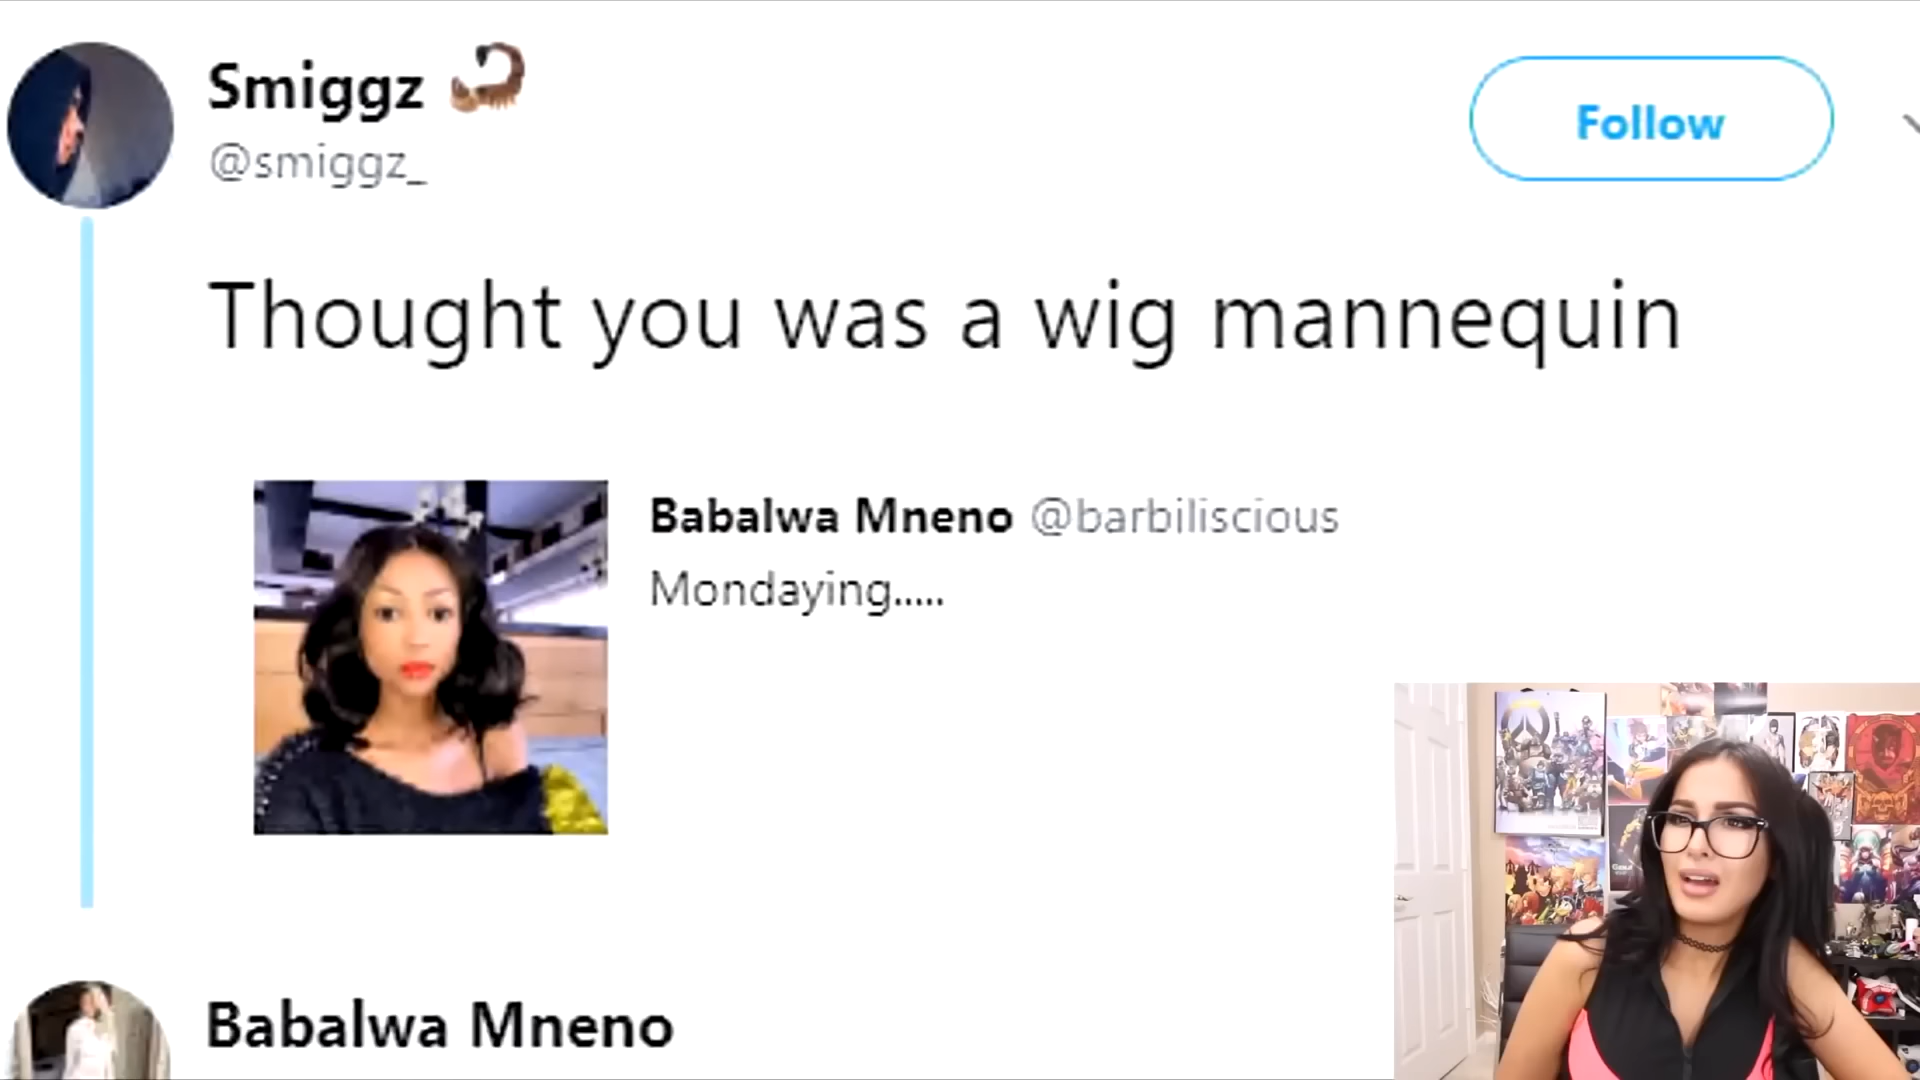 Smiggz
@smiggz_
Follow
Thought you was a wig mannequin
Babalwa Mneno @barbiliscious
Mondaying.....
Babalwa Mneno